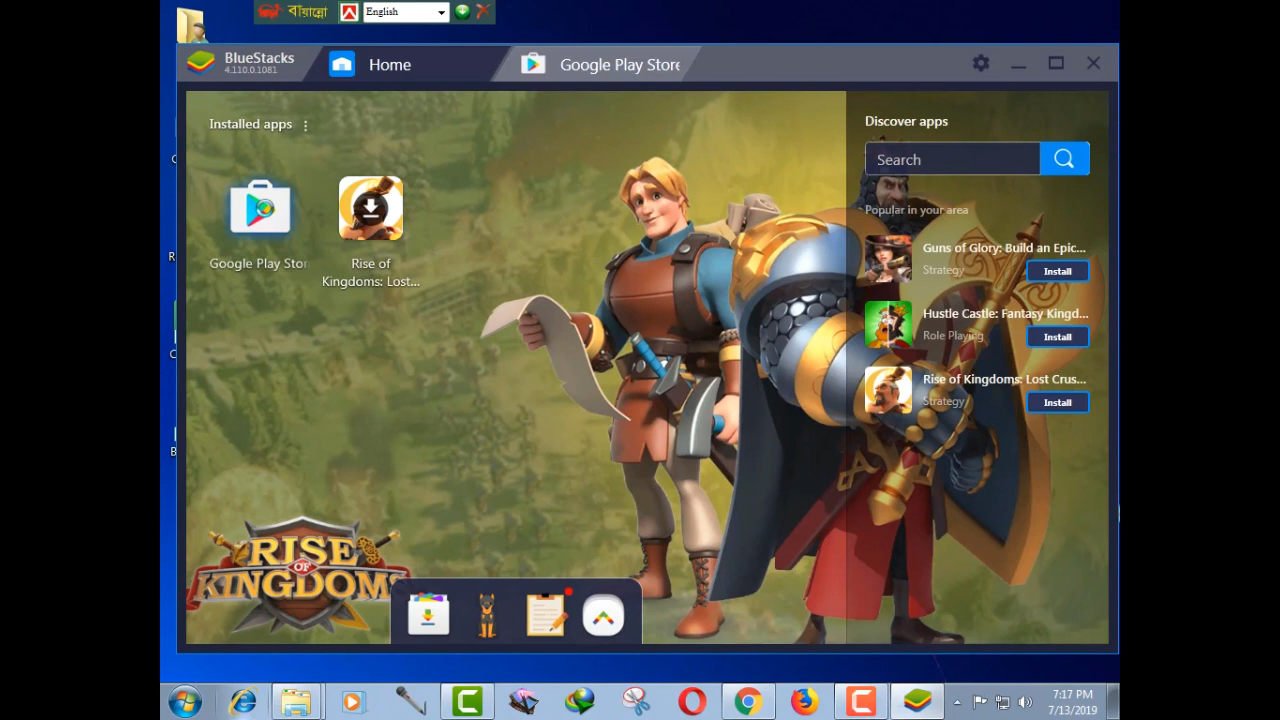 বায়ান্নো
English
BlueStacks
4.110.0.1081
Home
Google Play Store
Installed apps
Google Play Stor
Rise of
Kingdoms: Lost...
Discover apps
Search
Popular in your area
Guns of Glory: Build an Epic...
Strategy
Install
Hustle Castle: Fantasy Kingd...
Role Playing
Install
Rise of Kingdoms: Lost Crus...
Strategy
Install
RISE
OF
KINGDOMS
7:17 PM
7/13/2019